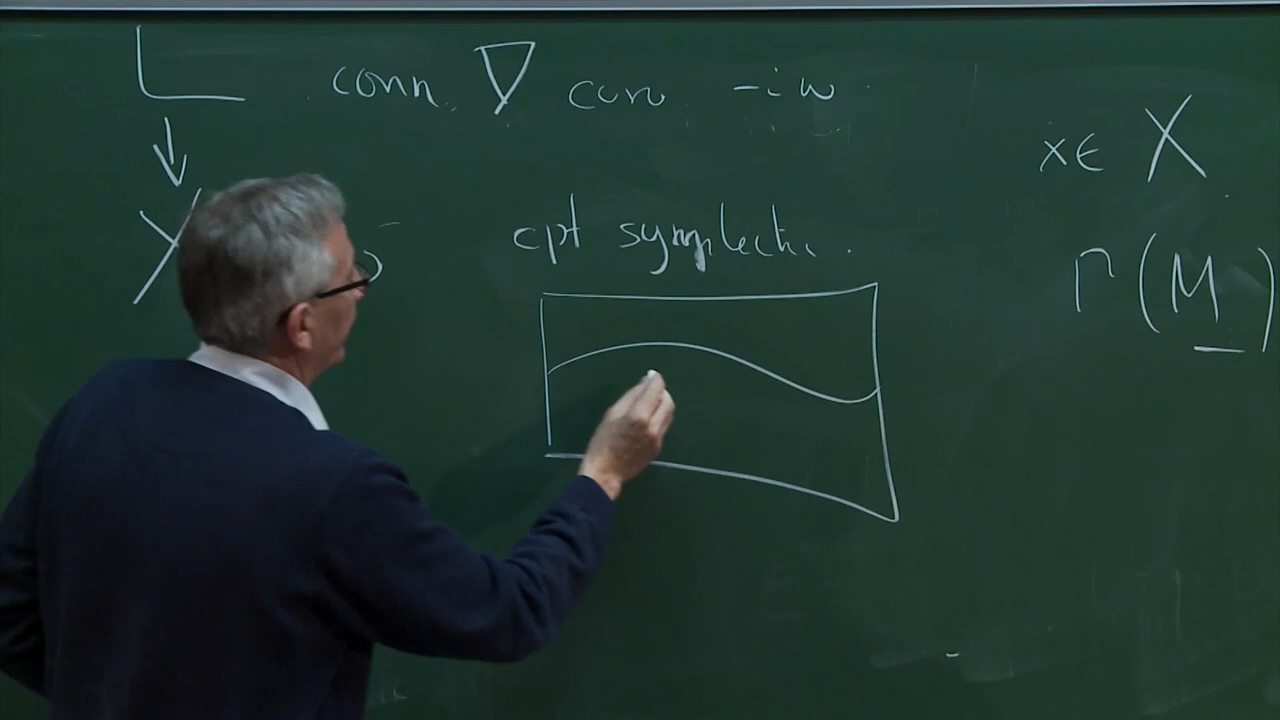 L conn. ∇ curv -iω
↓
X
cpt symplectic.
x ∈ X
Γ(M)